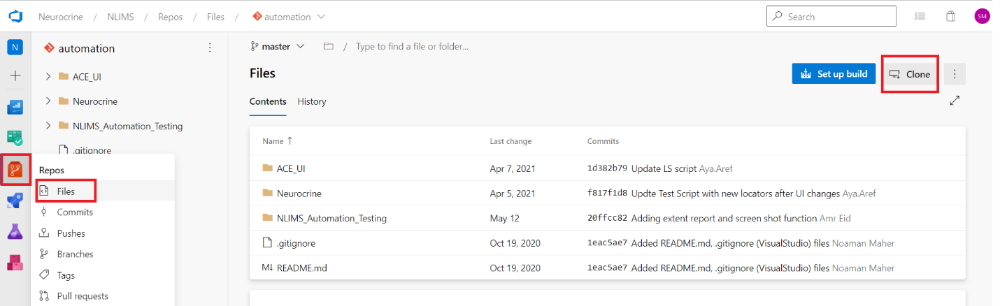 Neurocrine / NLIMS / Repos / Files / automation
Search
SM
N
automation
ACE_UI
Neurocrine
NLIMS_Automation_Testing
.gitignore
Repos
Files
Commits
Pushes
Branches
Tags
Pull requests
master
/ Type to find a file or folder...
Files
Set up build
Clone
Contents
History
Name ↑ Last change Commits
ACE_UI Apr 7, 2021 1d382b79 Update LS script Aya.Aref
Neurocrine Apr 5, 2021 f817f1d8 Updte Test Script with new locators after UI changes Aya.Aref
NLIMS_Automation_Testing May 12 20ffcc82 Adding extent report and screen shot function Amr Eid
.gitignore Oct 19, 2020 1eac5ae7 Added README.md, .gitignore (VisualStudio) files Noaman Maher
M↓ README.md Oct 19, 2020 1eac5ae7 Added README.md, .gitignore (VisualStudio) files Noaman Maher